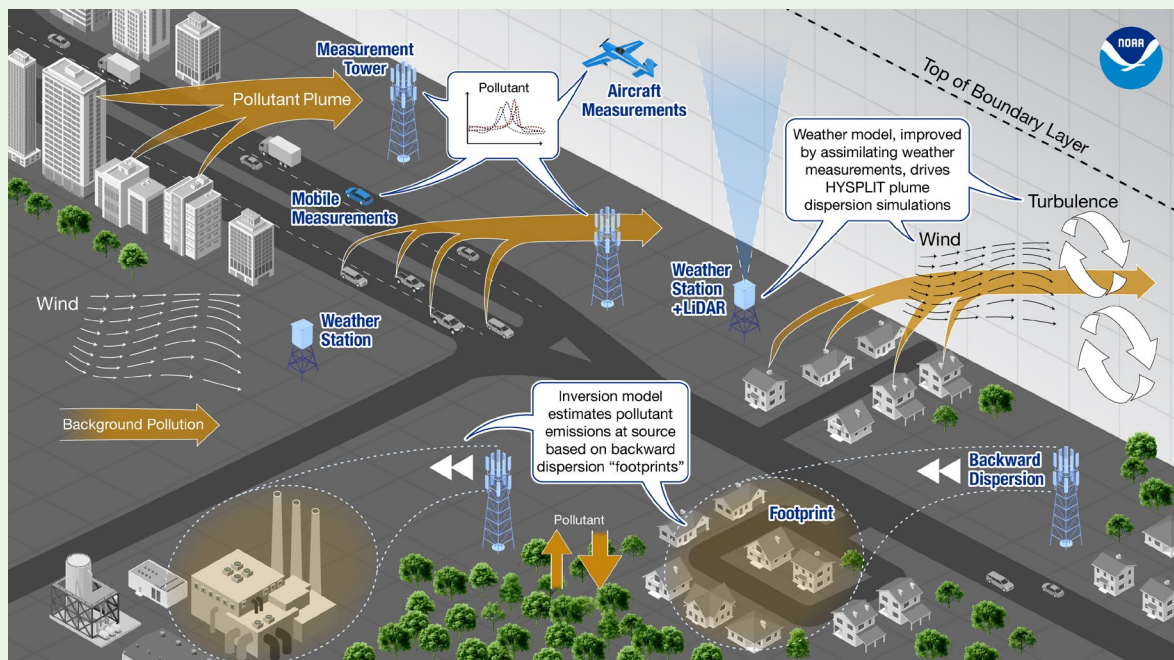 Measurement
Tower
Pollutant
Aircraft
Measurements
NOAA
Top of Boundary Layer
Pollutant Plume
Weather model, improved
by assimilating weather
measurements, drives
HYSPLIT plume
dispersion simulations
Mobile
Measurements
Turbulence
Wind
Weather
Station
+LiDAR
Wind
Weather
Station
Background Pollution
Inversion model
estimates pollutant
emissions at source
based on backward
dispersion “footprints”
Backward
Dispersion
Footprint
Pollutant